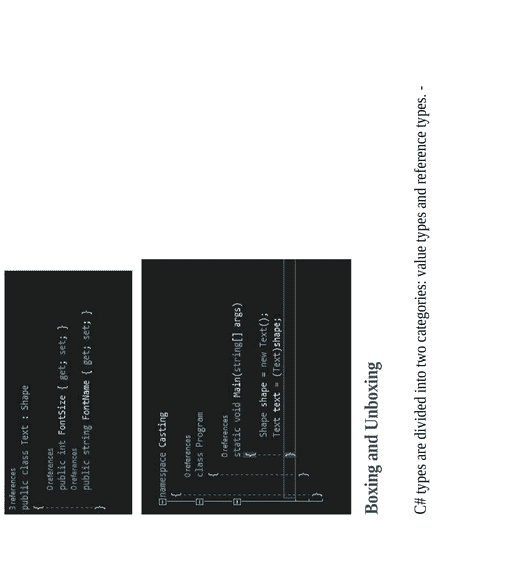 3 references
public class Text : Shape
{
0 references
public int FontSize { get; set; }
0 references
public string FontName { get; set; }
}
namespace Casting
{
0 references
class Program
{
0 references
static void Main(string[] args)
{
Shape shape = new Text();
Text text = (Text)shape;
}
}
}
Boxing and Unboxing
C# types are divided into two categories: value types and reference types. -